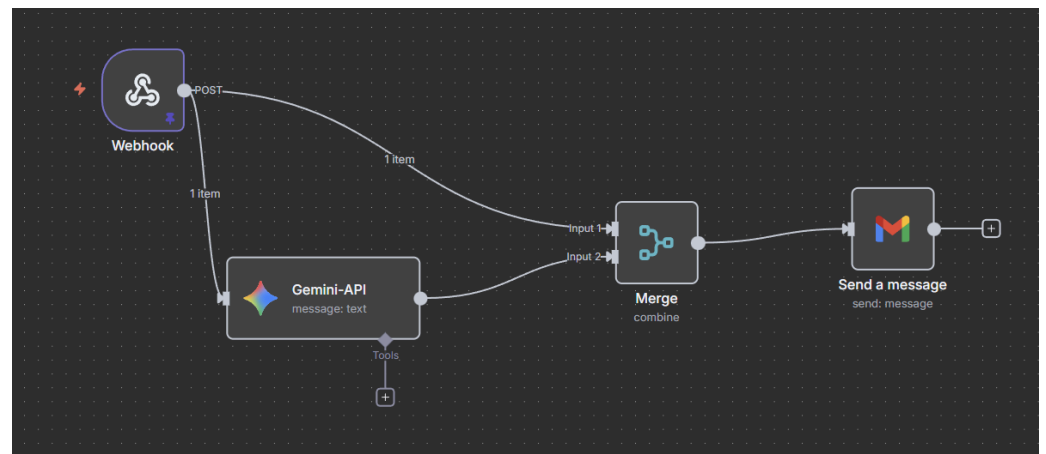 POST
Webhook
1 item
1 item
Input 1
Input 2
Gemini-API
message: text
Tools
Merge
combine
Send a message
send: message